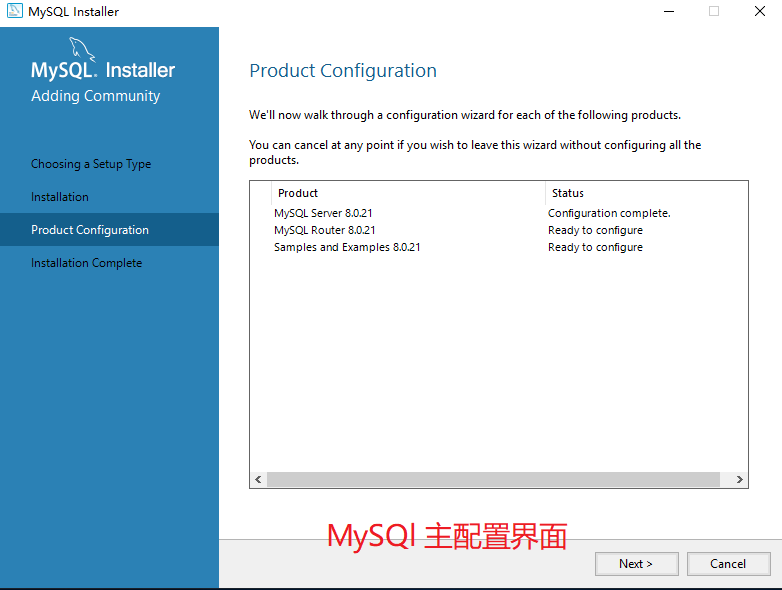 MySQL Installer
MySQL. Installer
Adding Community
Choosing a Setup Type
Installation
Product Configuration
Installation Complete
Product Configuration
We'll now walk through a configuration wizard for each of the following products.
You can cancel at any point if you wish to leave this wizard without configuring all the
products.
Product Status
MySQL Server 8.0.21 Configuration complete.
MySQL Router 8.0.21 Ready to configure
Samples and Examples 8.0.21 Ready to configure
MySQl 主配置界面
Next > Cancel